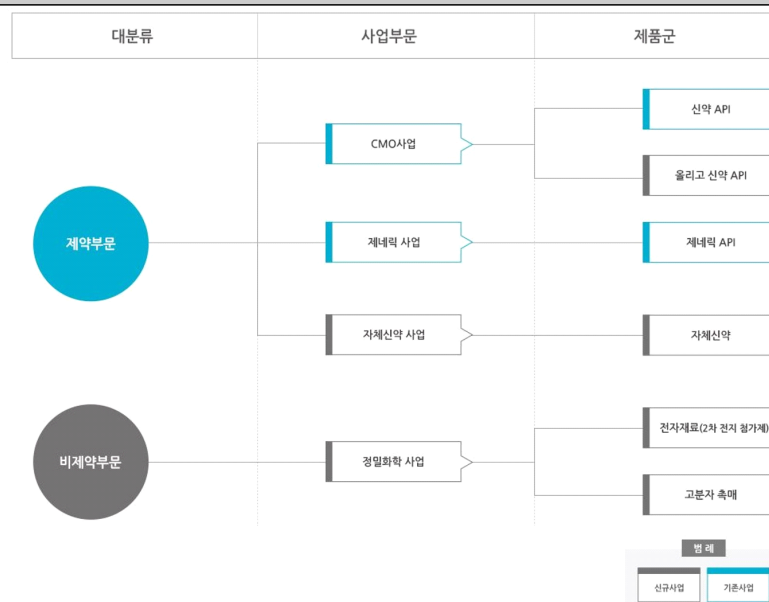 대분류 사업부문 제품군
신약 API
CMO사업
올리고 신약 API
제약부문 제네릭 사업 제네릭 API
자체신약 사업 자체신약
전자재료(2차 전지 첨가제)
비제약부문 정밀화학 사업
고분자 촉매
범 례
신규사업 기존사업